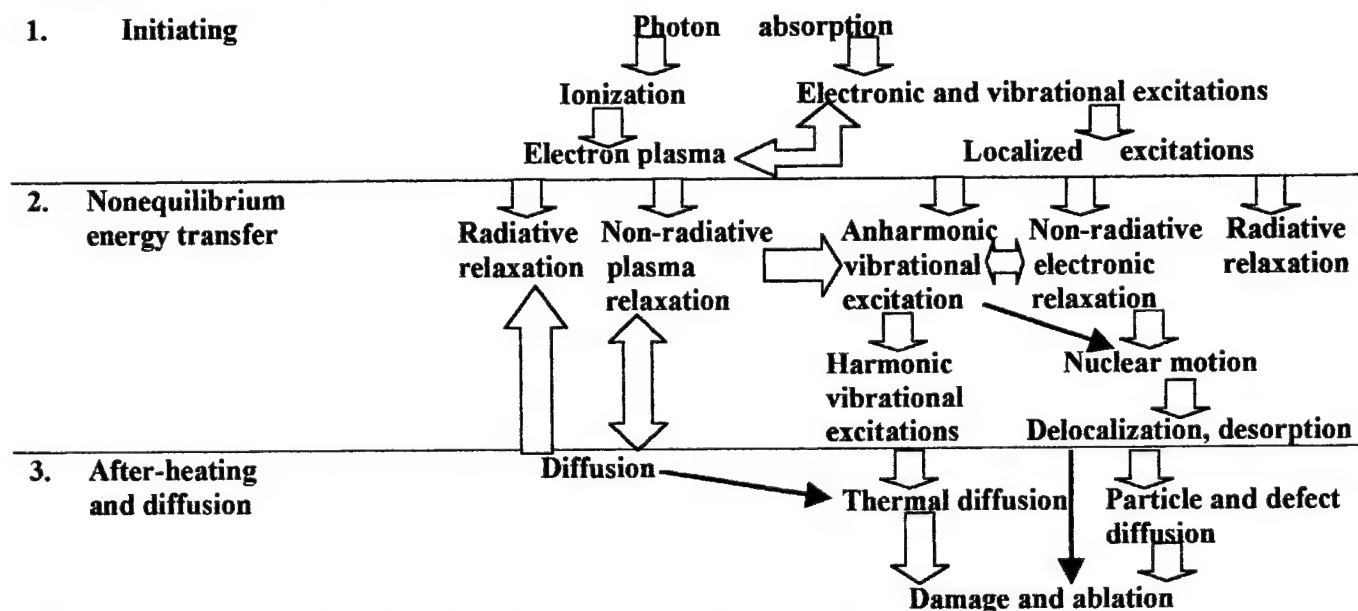 1. Initiating
Photon absorption
Ionization
Electronic and vibrational excitations
Electron plasma
Localized excitations
2. Nonequilibrium
energy transfer
Radiative
relaxation
Non-radiative
plasma
relaxation
Anharmonic
vibrational
excitation
Non-radiative
electronic
relaxation
Radiative
relaxation
Harmonic
vibrational
excitations
Nuclear motion
Delocalization, desorption
3. After-heating
and diffusion
Diffusion
Thermal diffusion
Particle and defect
diffusion
Damage and ablation